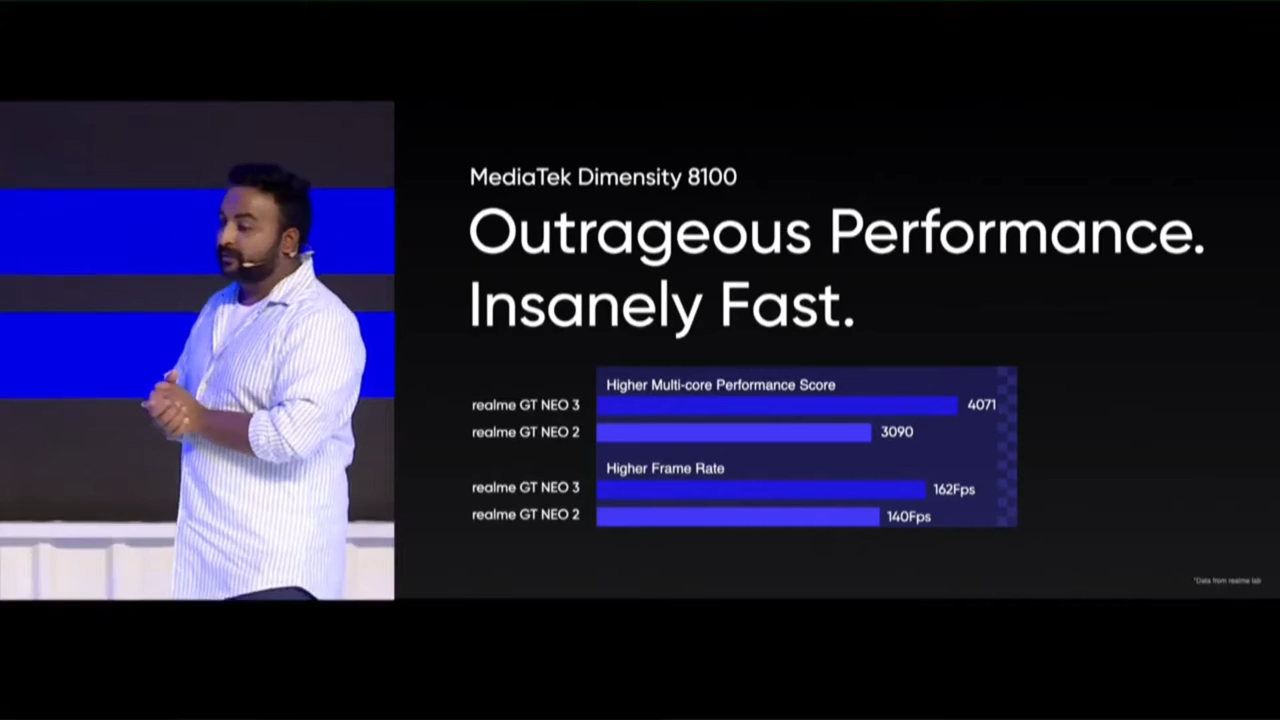 MediaTek Dimensity 8100
Outrageous Performance.
Insanely Fast.
Higher Multi-core Performance Score
realme GT NEO 3 4071
realme GT NEO 2 3090
Higher Frame Rate
realme GT NEO 3 162Fps
realme GT NEO 2 140Fps
*Data from realme lab